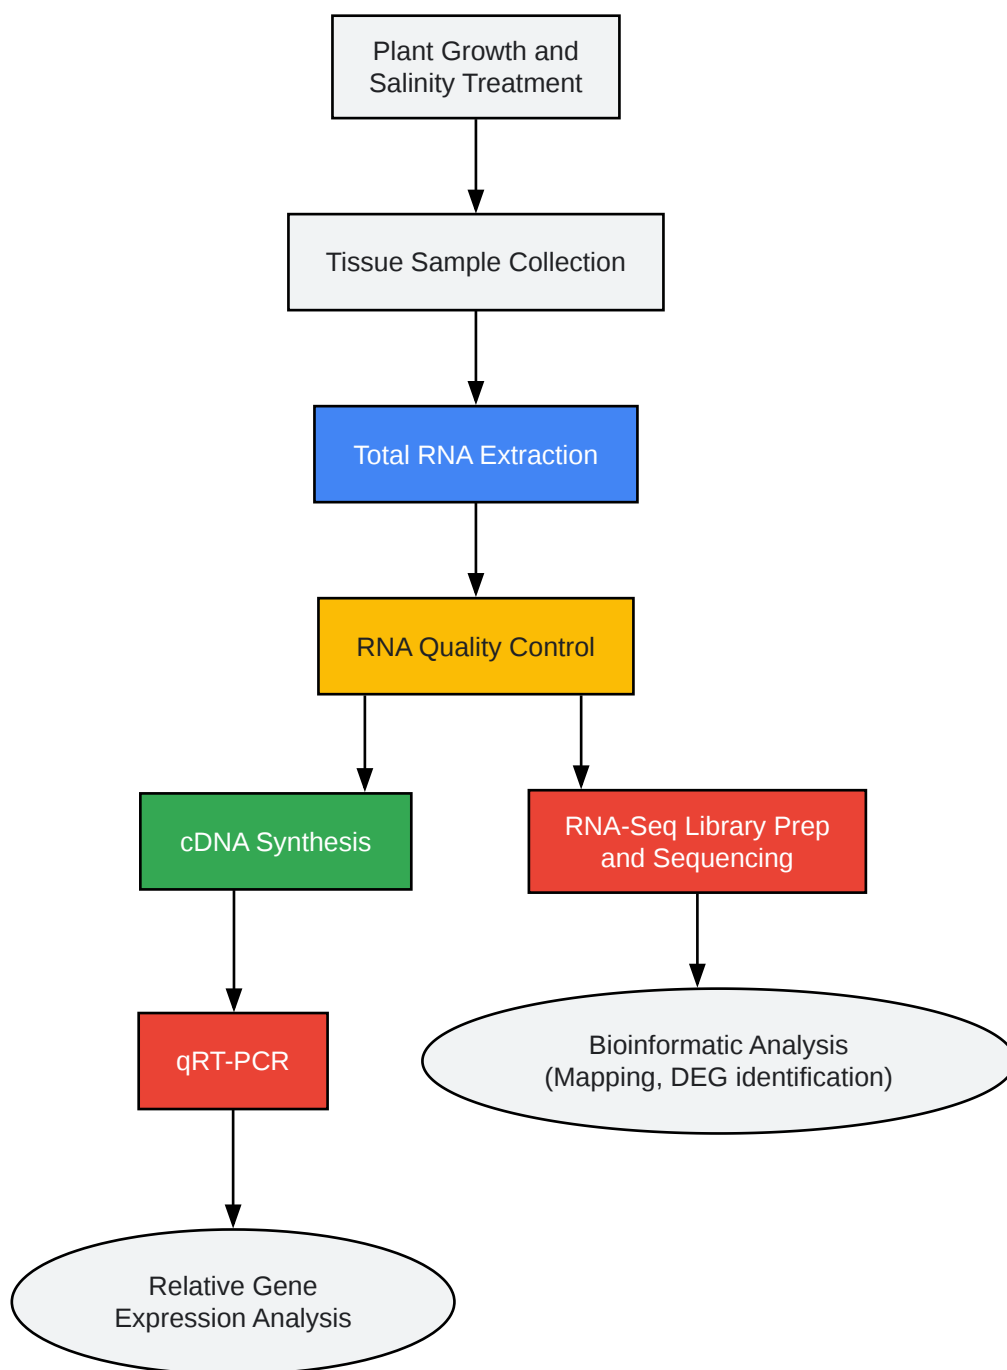 Plant Growth and
Salinity Treatment
Tissue Sample Collection
Total RNA Extraction
RNA Quality Control
cDNA Synthesis
RNA-Seq Library Prep
and Sequencing
qRT-PCR
Bioinformatic Analysis
(Mapping, DEG identification)
Relative Gene
Expression Analysis